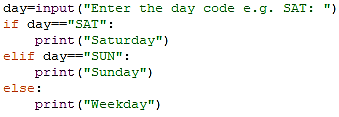 day=input("Enter the day code e.g. SAT: ")
if day=="SAT":
    print("Saturday")
elif day=="SUN":
    print("Sunday")
else:
    print("Weekday")